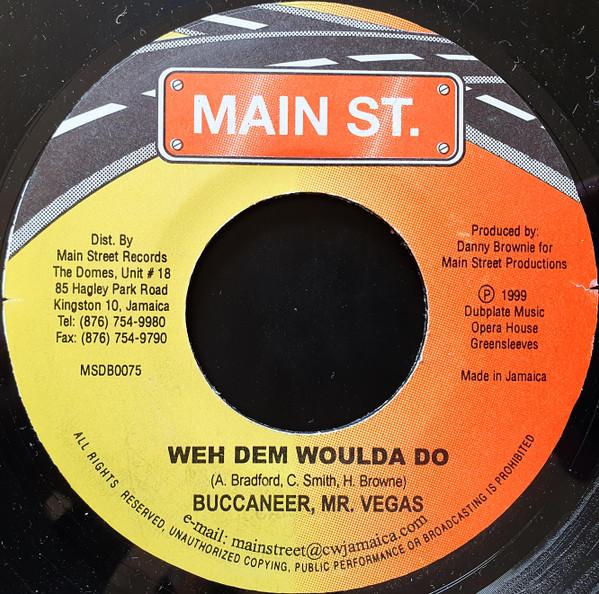 MAIN ST.
Dist. By
Main Street Records
The Domes, Unit # 18
85 Hagley Park Road
Kingston 10, Jamaica
Tel: (876) 754-9980
Fax: (876) 754-9790
MSDB0075
Produced by:
Danny Brownie for
Main Street Productions
℗ 1999
Dubplate Music
Opera House
Greensleeves
Made in Jamaica
WEH DEM WOULDA DO
(A. Bradford, C. Smith, H. Browne)
BUCCANEER, MR. VEGAS
e-mail: mainstreet@cwjamaica.com
ALL RIGHTS RESERVED, UNAUTHORIZED COPYING, PUBLIC PERFORMANCE OR BROADCASTING IS PROHIBITED